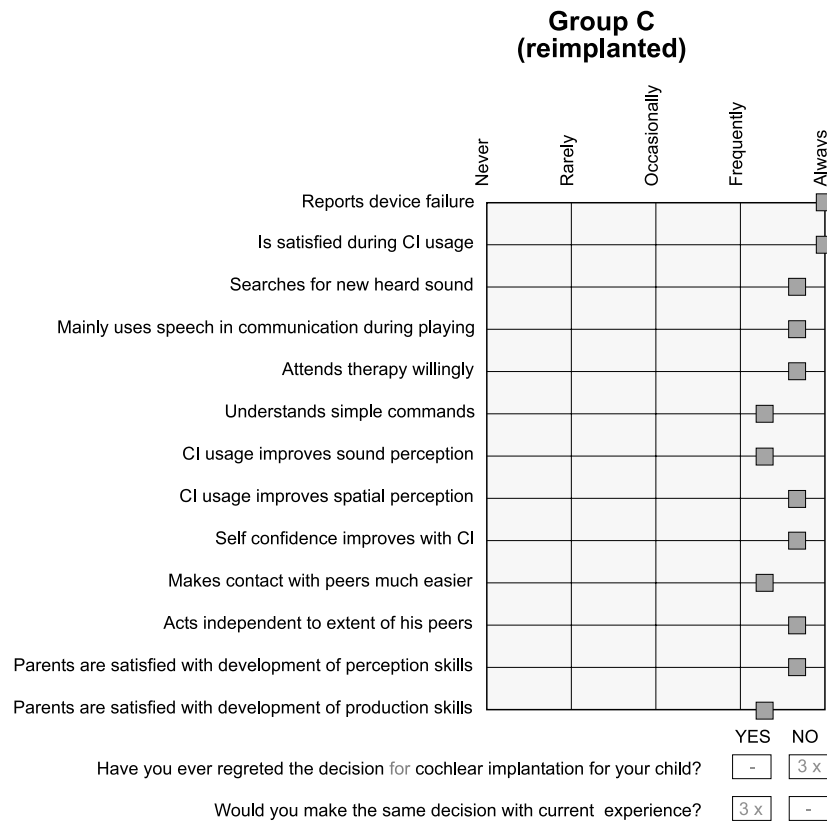 Group C
(reimplanted)
Never
Rarely
Occasionally
Frequently
Always
Reports device failure
Is satisfied during CI usage
Searches for new heard sound
Mainly uses speech in communication during playing
Attends therapy willingly
Understands simple commands
CI usage improves sound perception
CI usage improves spatial perception
Self confidence improves with CI
Makes contact with peers much easier
Acts independent to extent of his peers
Parents are satisfied with development of perception skills
Parents are satisfied with development of production skills
YES NO
Have you ever regretted the decision for cochlear implantation for your child? - 3 x
Would you make the same decision with current experience? 3 x -